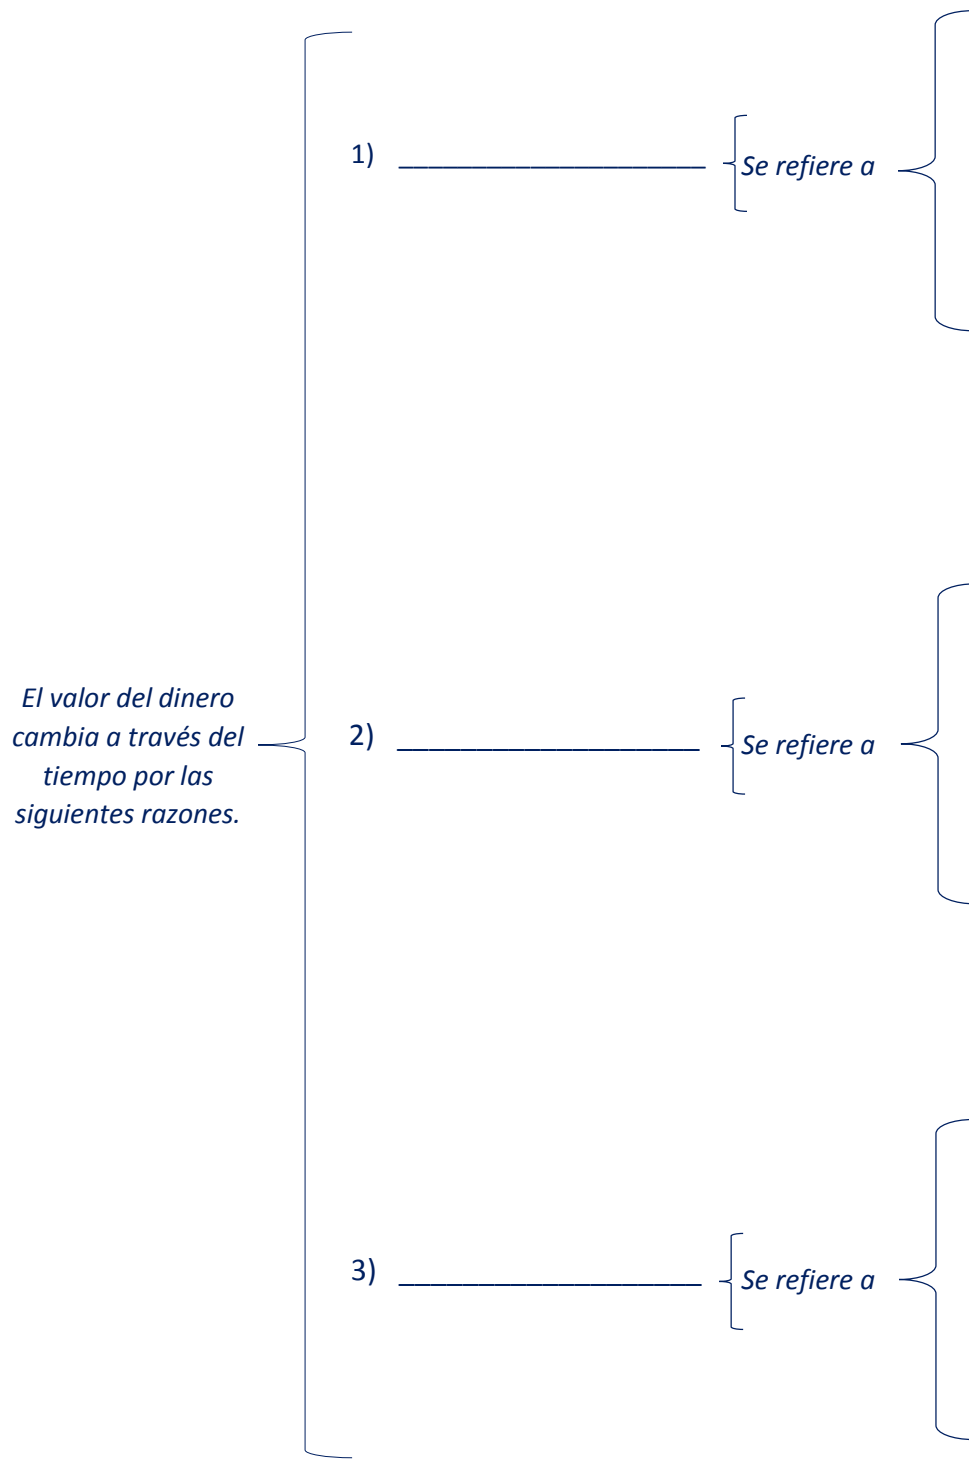 1) ____________________ Se refiere a
El valor del dinero
cambia a través del
tiempo por las
siguientes razones.
2) ____________________ Se refiere a
3) ____________________ Se refiere a